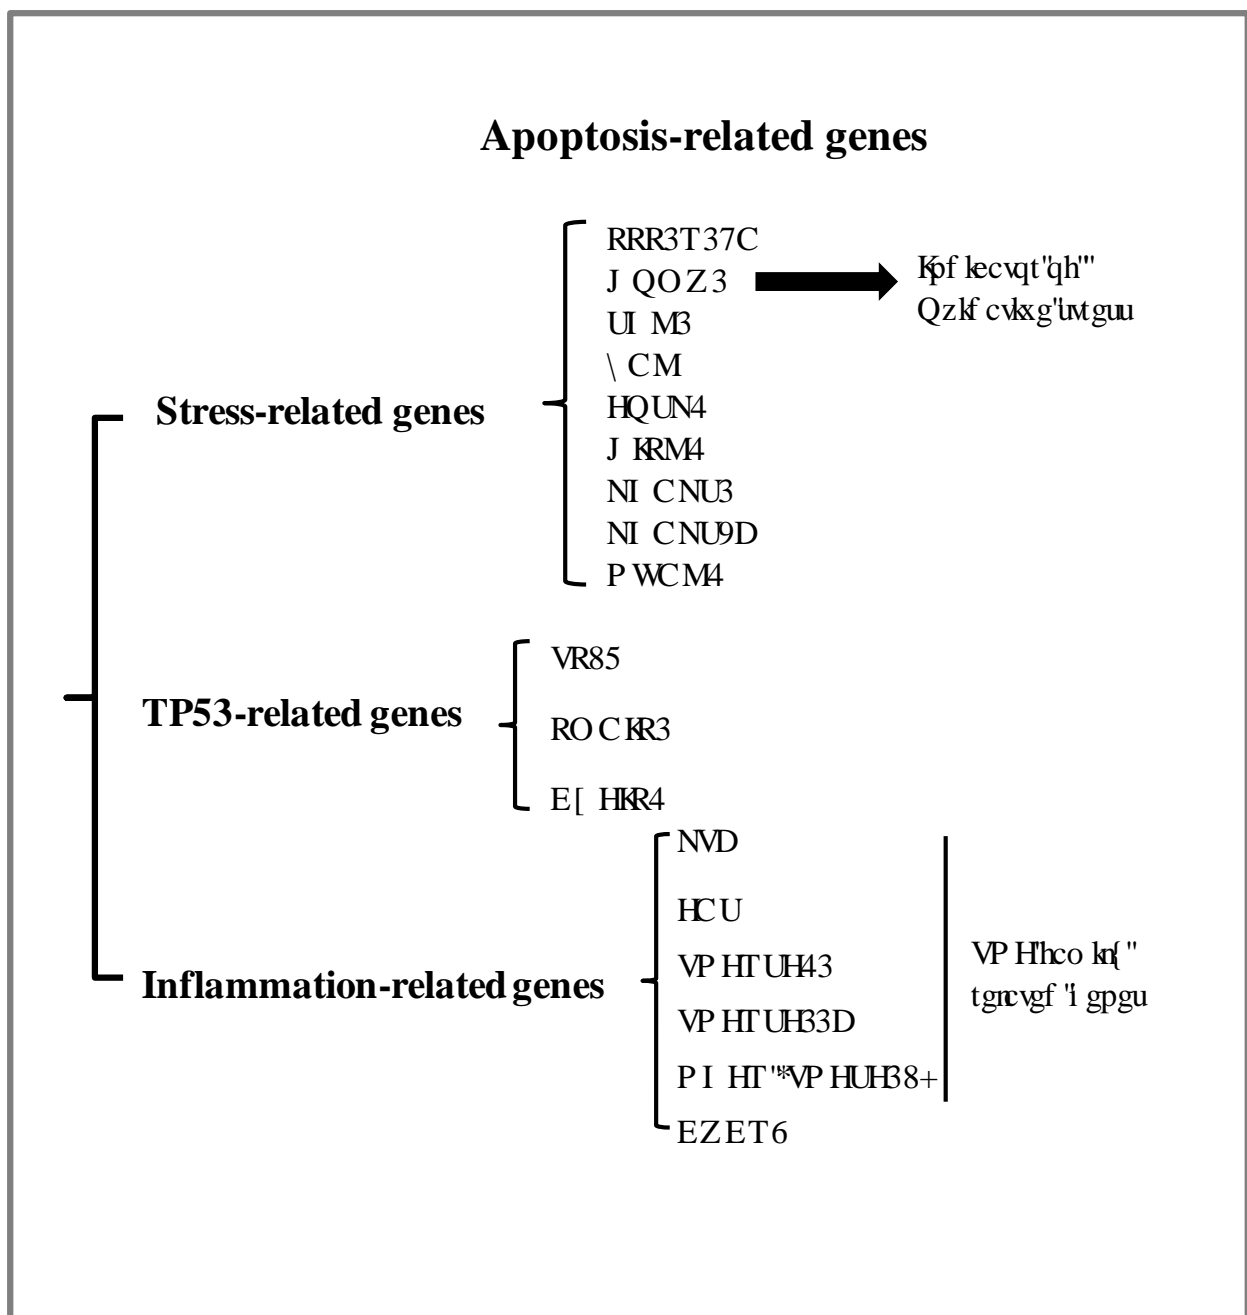 Apoptosis-related genes
RRR3T37C
J QOZ3
UI M3
\ CM
HQUN4
J KRM4
NI CNU3
NI CNU9D
P WCM4
Kpf kecvqt"qh""
Qzkf cvkxg"uvtguu
Stress-related genes
VR85
ROCKR3
E[ HKR4
TP53-related genes
NVD
HCU
VP HTUH43
VP HTUH33D
P I HT"*VP HUH38+
EZET6
VP H"hco kn{ "
tgncvgf "i gpgu
Inflammation-related genes